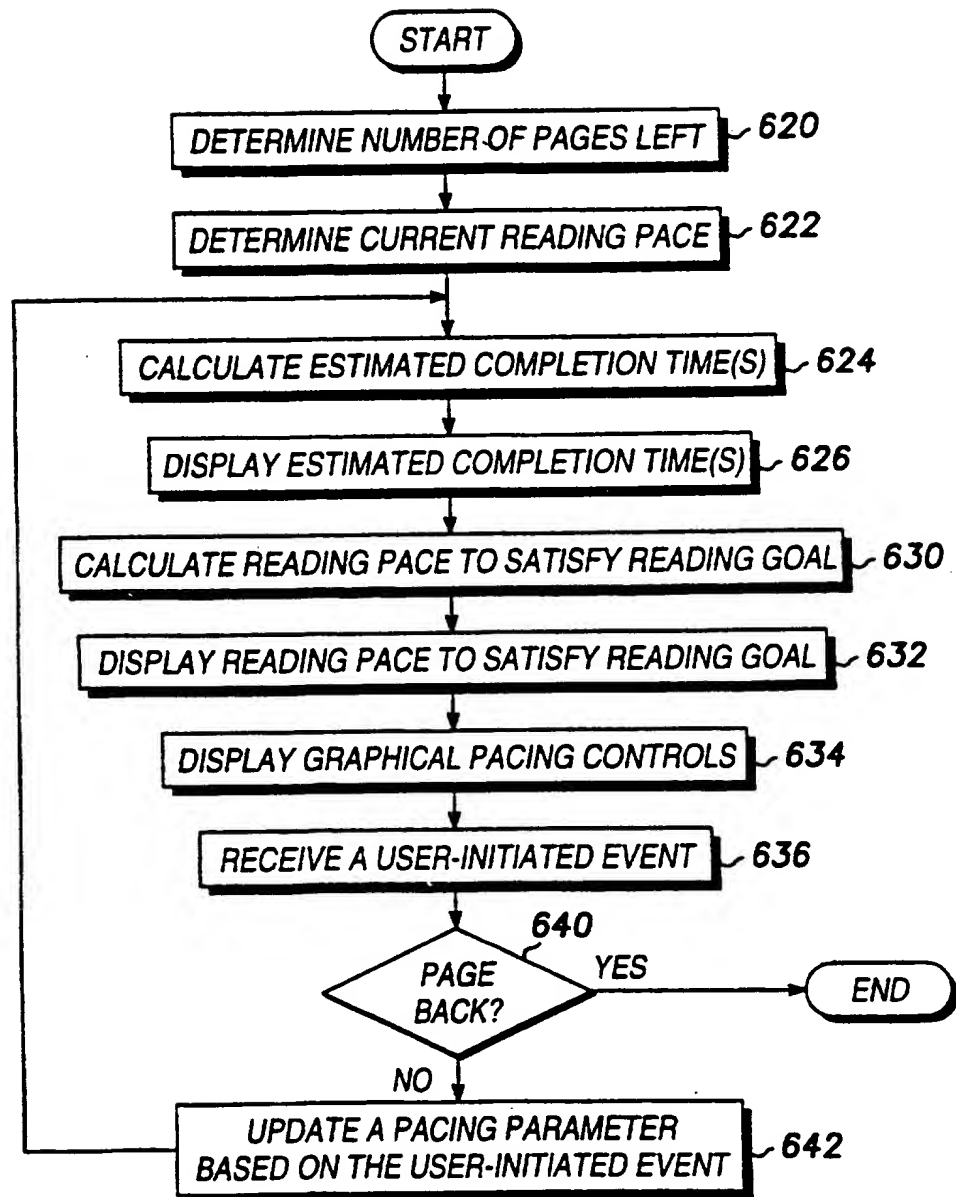 START
DETERMINE NUMBER OF PAGES LEFT 620
DETERMINE CURRENT READING PACE 622
CALCULATE ESTIMATED COMPLETION TIME(S) 624
DISPLAY ESTIMATED COMPLETION TIME(S) 626
CALCULATE READING PACE TO SATISFY READING GOAL 630
DISPLAY READING PACE TO SATISFY READING GOAL 632
DISPLAY GRAPHICAL PACING CONTROLS 634
RECEIVE A USER-INITIATED EVENT 636
640
PAGE
BACK?
YES
END
NO
UPDATE A PACING PARAMETER
BASED ON THE USER-INITIATED EVENT 642